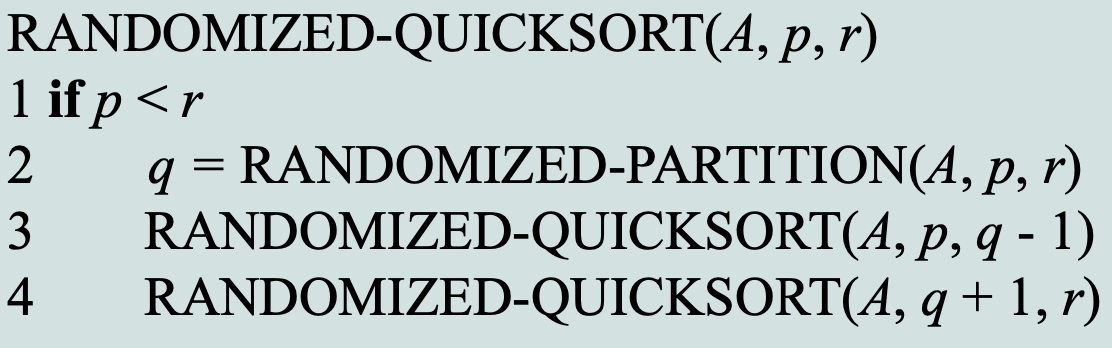 RANDOMIZED-QUICKSORT(A, p, r)
1 if p < r
2 q = RANDOMIZED-PARTITION(A, p, r)
3 RANDOMIZED-QUICKSORT(A, p, q - 1)
4 RANDOMIZED-QUICKSORT(A, q + 1, r)